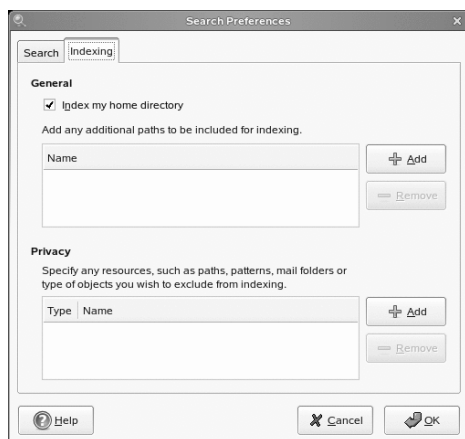 Search Preferences
Search Indexing
General
Index my home directory
Add any additional paths to be included for indexing.
Name
Add
Remove
Privacy
Specify any resources, such as paths, patterns, mail folders or
type of objects you wish to exclude from indexing.
Type Name
Add
Remove
Help Cancel OK